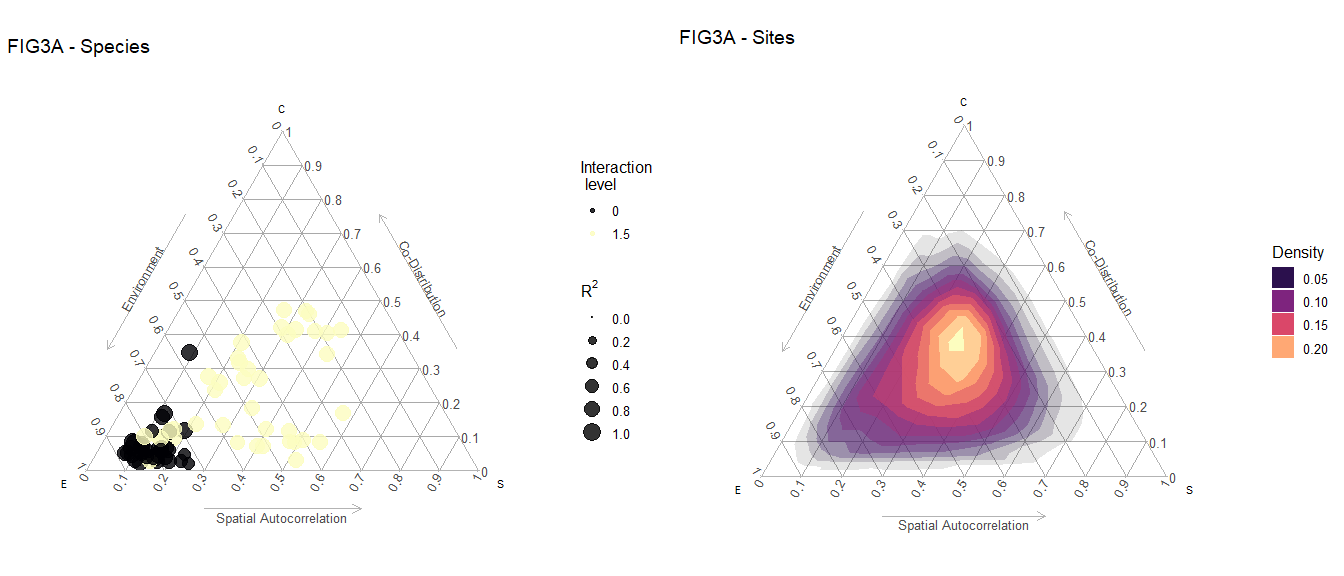 FIG3A - Species
C
0 1
0.1 0.9
0.2 0.8
0.3 0.7
0.4 0.6
0.5 0.5
0.6 0.4
0.7 0.3
0.8 0.2
0.9 0.1
1 0
Environment
Co-Distribution
E S
0 0.1 0.2 0.3 0.4 0.5 0.6 0.7 0.8 0.9 1.0
Spatial Autocorrelation
Interaction
level
0
1.5
R²
0.0
0.2
0.4
0.6
0.8
1.0
FIG3A - Sites
C
0 1
0.1 0.9
0.2 0.8
0.3 0.7
0.4 0.6
0.5 0.5
0.6 0.4
0.7 0.3
0.8 0.2
0.9 0.1
1 0
Environment
Co-Distribution
E S
0 0.1 0.2 0.3 0.4 0.5 0.6 0.7 0.8 0.9 1
Spatial Autocorrelation
Density
0.05
0.10
0.15
0.20